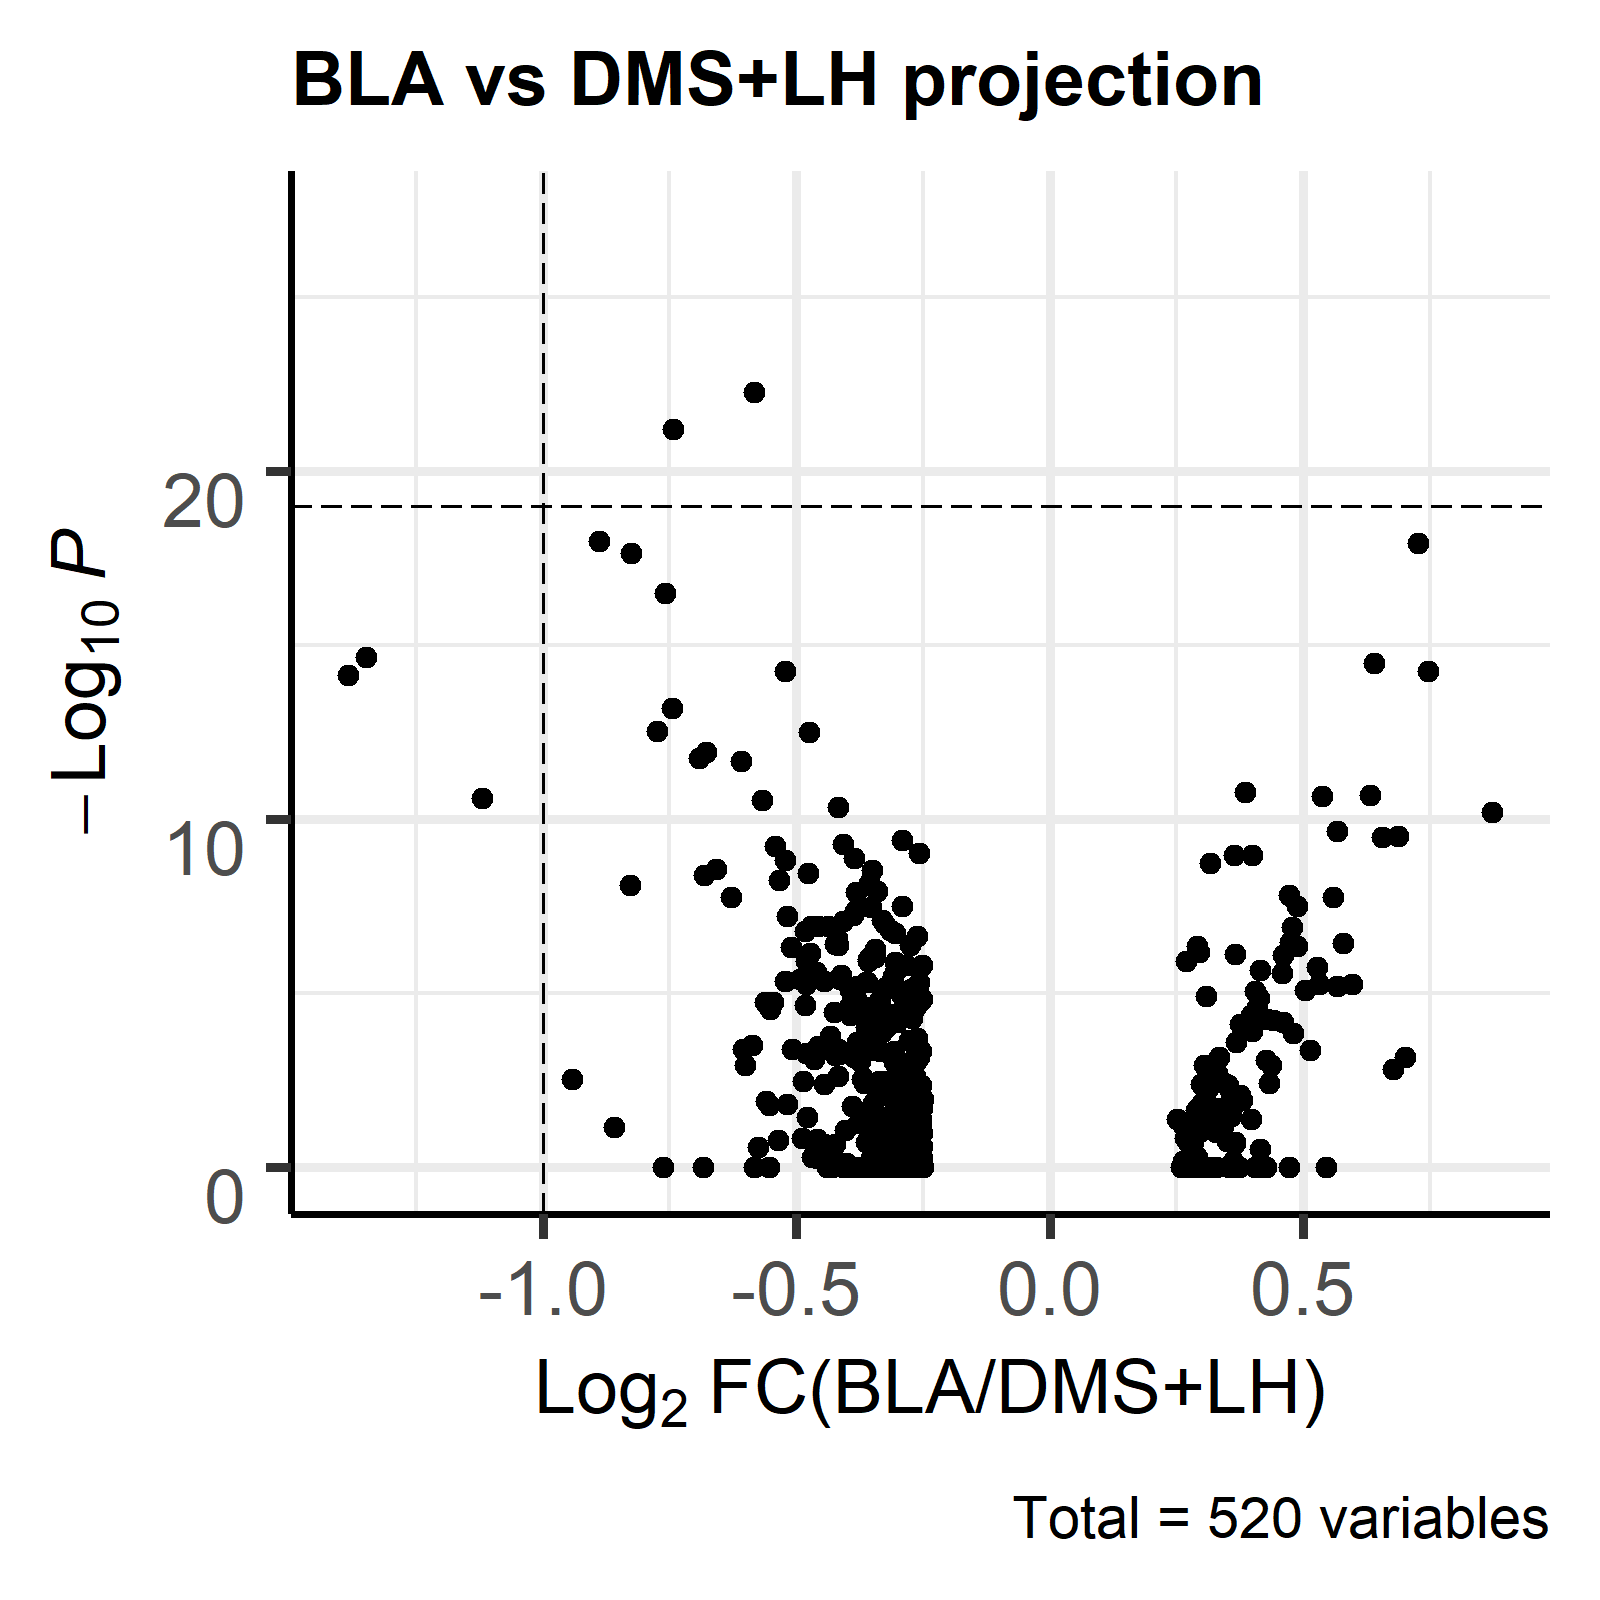 BLA vs DMS+LH projection
−Log10 P
20
10
0
-1.0 -0.5 0.0 0.5
Log2 FC(BLA/DMS+LH)
Total = 520 variables